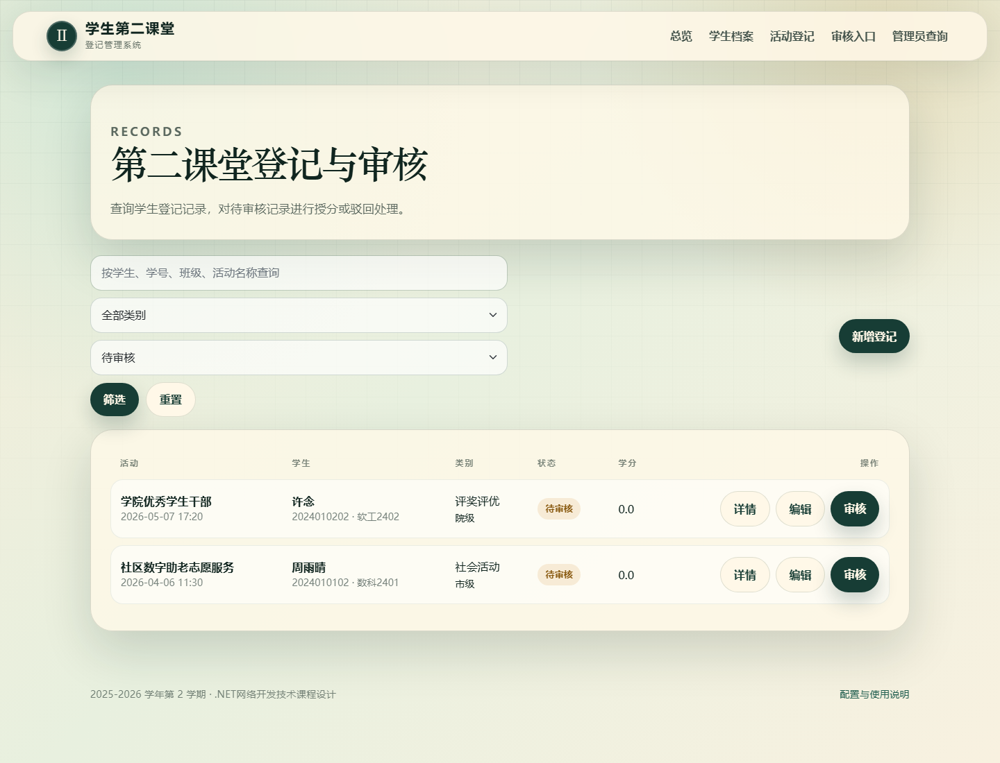 Ⅱ
学生第二课堂
登记管理系统
总览 学生档案 活动登记 审核入口 管理员查询
RECORDS
第二课堂登记与审核
查询学生登记记录，对待审核记录进行授分或驳回处理。
按学生、学号、班级、活动名称查询
全部类别
待审核
新增登记
筛选 重置
活动 学生 类别 状态 学分 操作
学院优秀学生干部 许念 评奖评优 待审核 0.0 详情 编辑 审核
2026-05-07 17:20 2024010202 · 软工2402 院级
社区数字助老志愿服务 周雨晴 社会活动 待审核 0.0 详情 编辑 审核
2026-04-06 11:30 2024010102 · 数科2401 市级
2025-2026 学年第 2 学期 · .NET网络开发技术课程设计 配置与使用说明